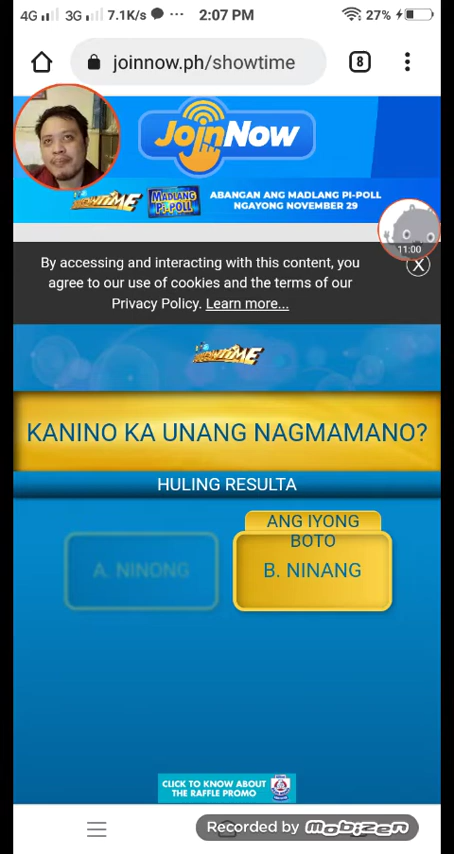 4G 3G 7.1K/s ... 2:07 PM 27%
joinnow.ph/showtime 8
JoinNow
SHOWTIME MADLANG PI-POLL ABANGAN ANG MADLANG PI-POLL
NGAYONG NOVEMBER 29
11:00
By accessing and interacting with this content, you X
agree to our use of cookies and the terms of our
Privacy Policy. Learn more...
SHOWTIME
KANINO KA UNANG NAGMAMANO?
HULING RESULTA
ANG IYONG
BOTO
A. NINONG B. NINANG
CLICK TO KNOW ABOUT
THE RAFFLE PROMO
Recorded by mobizen